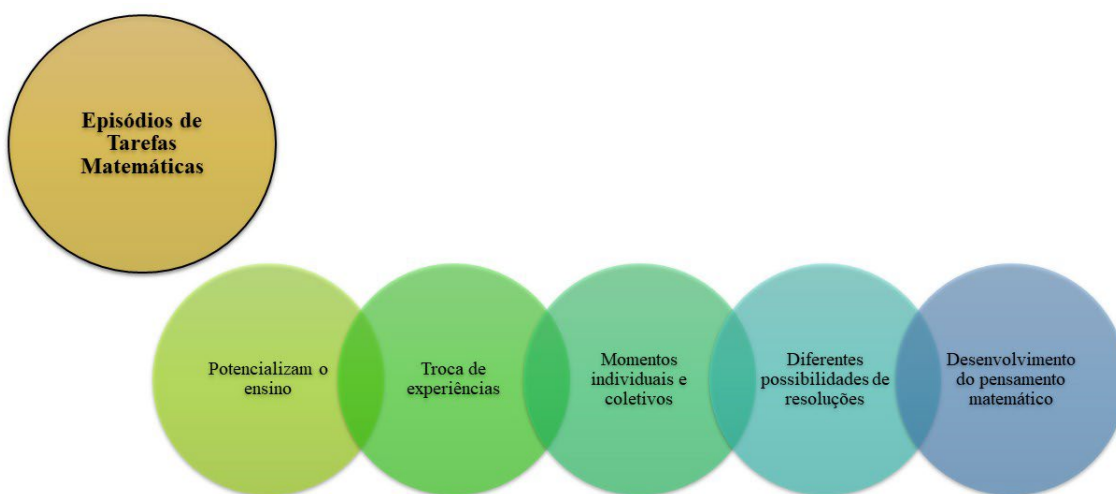 Episódios de
Tarefas
Matemáticas
Potencializam o
ensino
Troca de
experiências
Momentos
individuais e
coletivos
Diferentes
possibilidades de
resoluções
Desenvolvimento
do pensamento
matemático